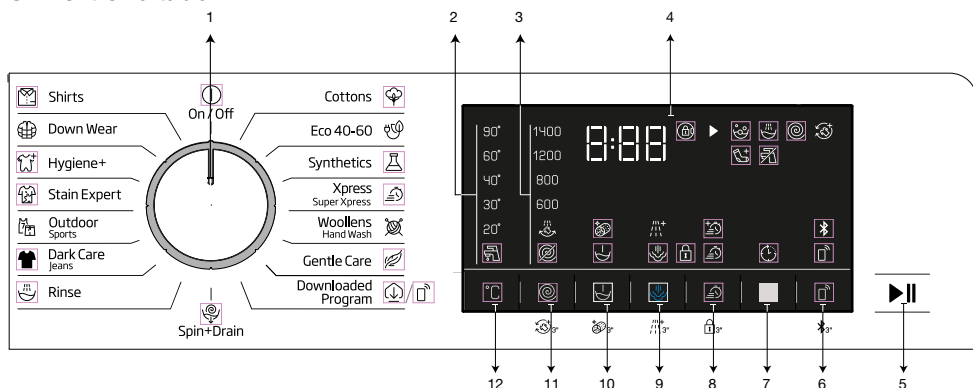 1
2
3
4
On / Off
Shirts
Down Wear
Hygiene+
Stain Expert
Outdoor
Sports
Dark Care
Jeans
Rinse
Spin+Drain
Cottons
Eco 40-60
Synthetics
Xpress
Super Xpress
Woollens
Hand Wash
Gentle Care
Downloaded
Program
90° 1400 8:88
60° 1200
40° 800
30° 600
20°
°C
3" 3" 3" 3" 3"
12 11 10 9 8 7 6 5